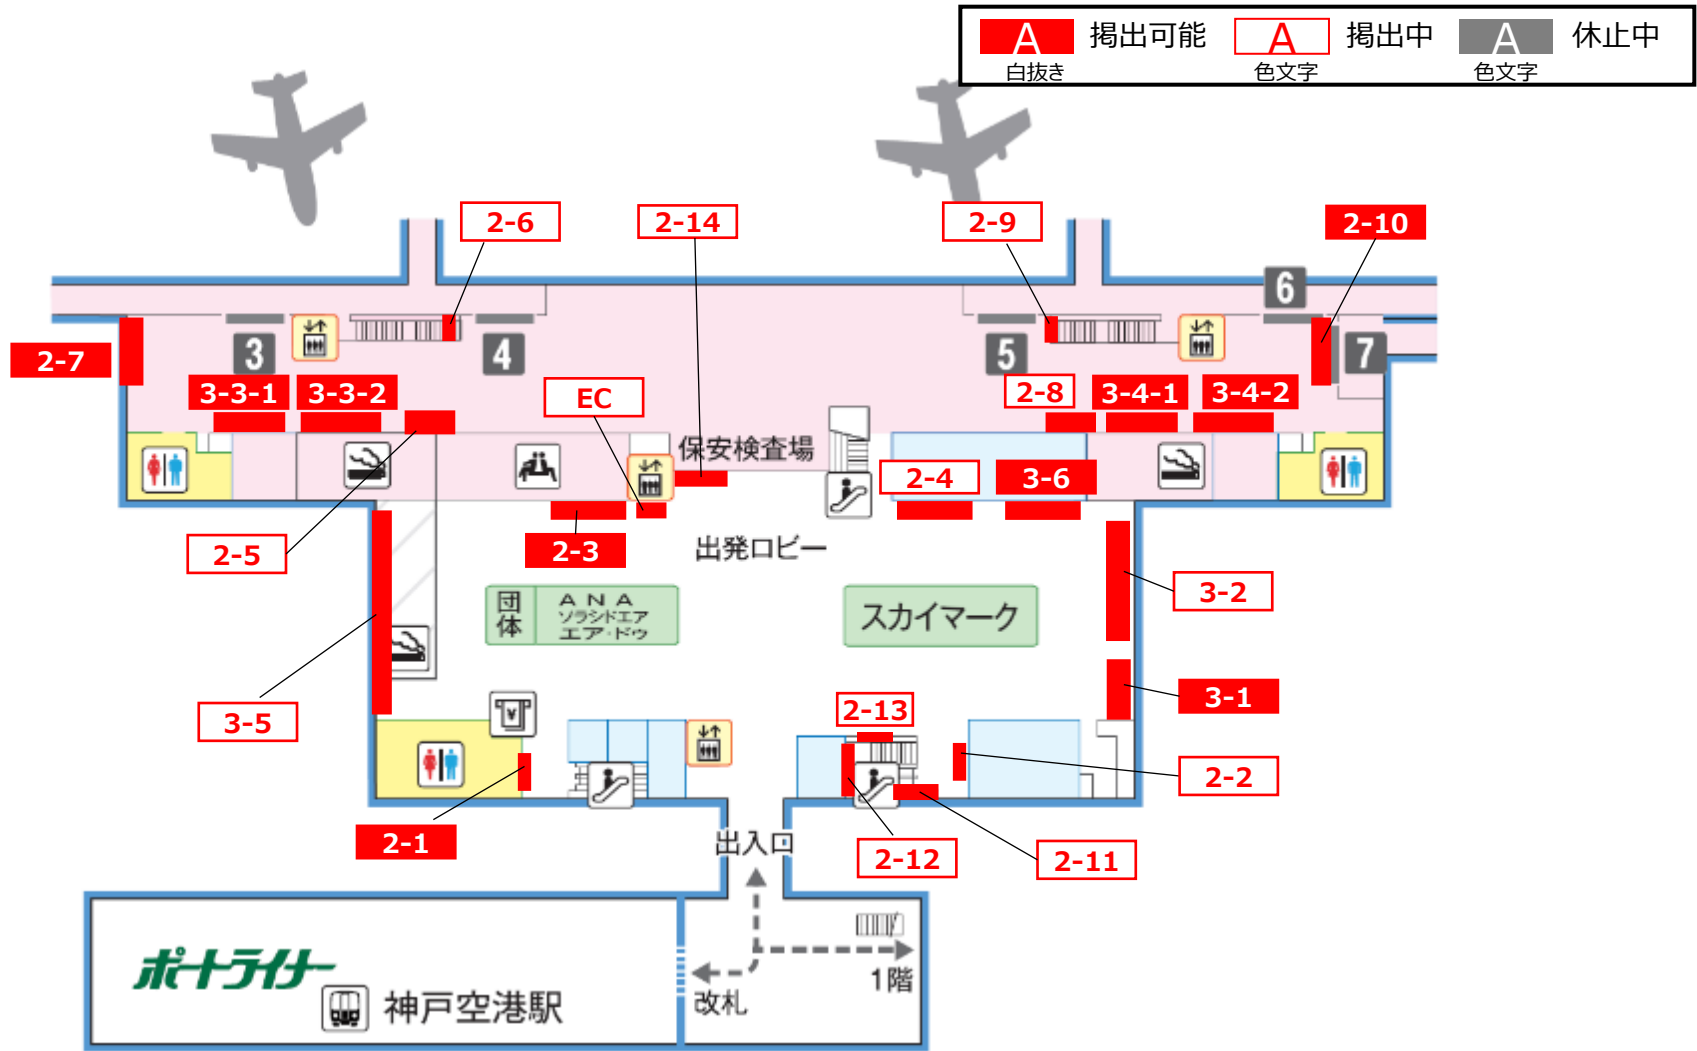 A 掲出可能 A 掲出中 A 休止中
白抜き 色文字 色文字
2-6 2-14 2-9 2-10
6
2-7 3 4 5 7
3-3-1 3-3-2 EC 2-8 3-4-1 3-4-2
保安検査場
2-4 3-6
2-5 2-3 出発ロビー
3-2
団体
ANA
ソラシドエア
エア・ドゥ
スカイマーク
3-5 2-13 3-1
¥
2-2
2-1 出入口 2-12 2-11
ポートライナー
神戸空港駅
改札
1階